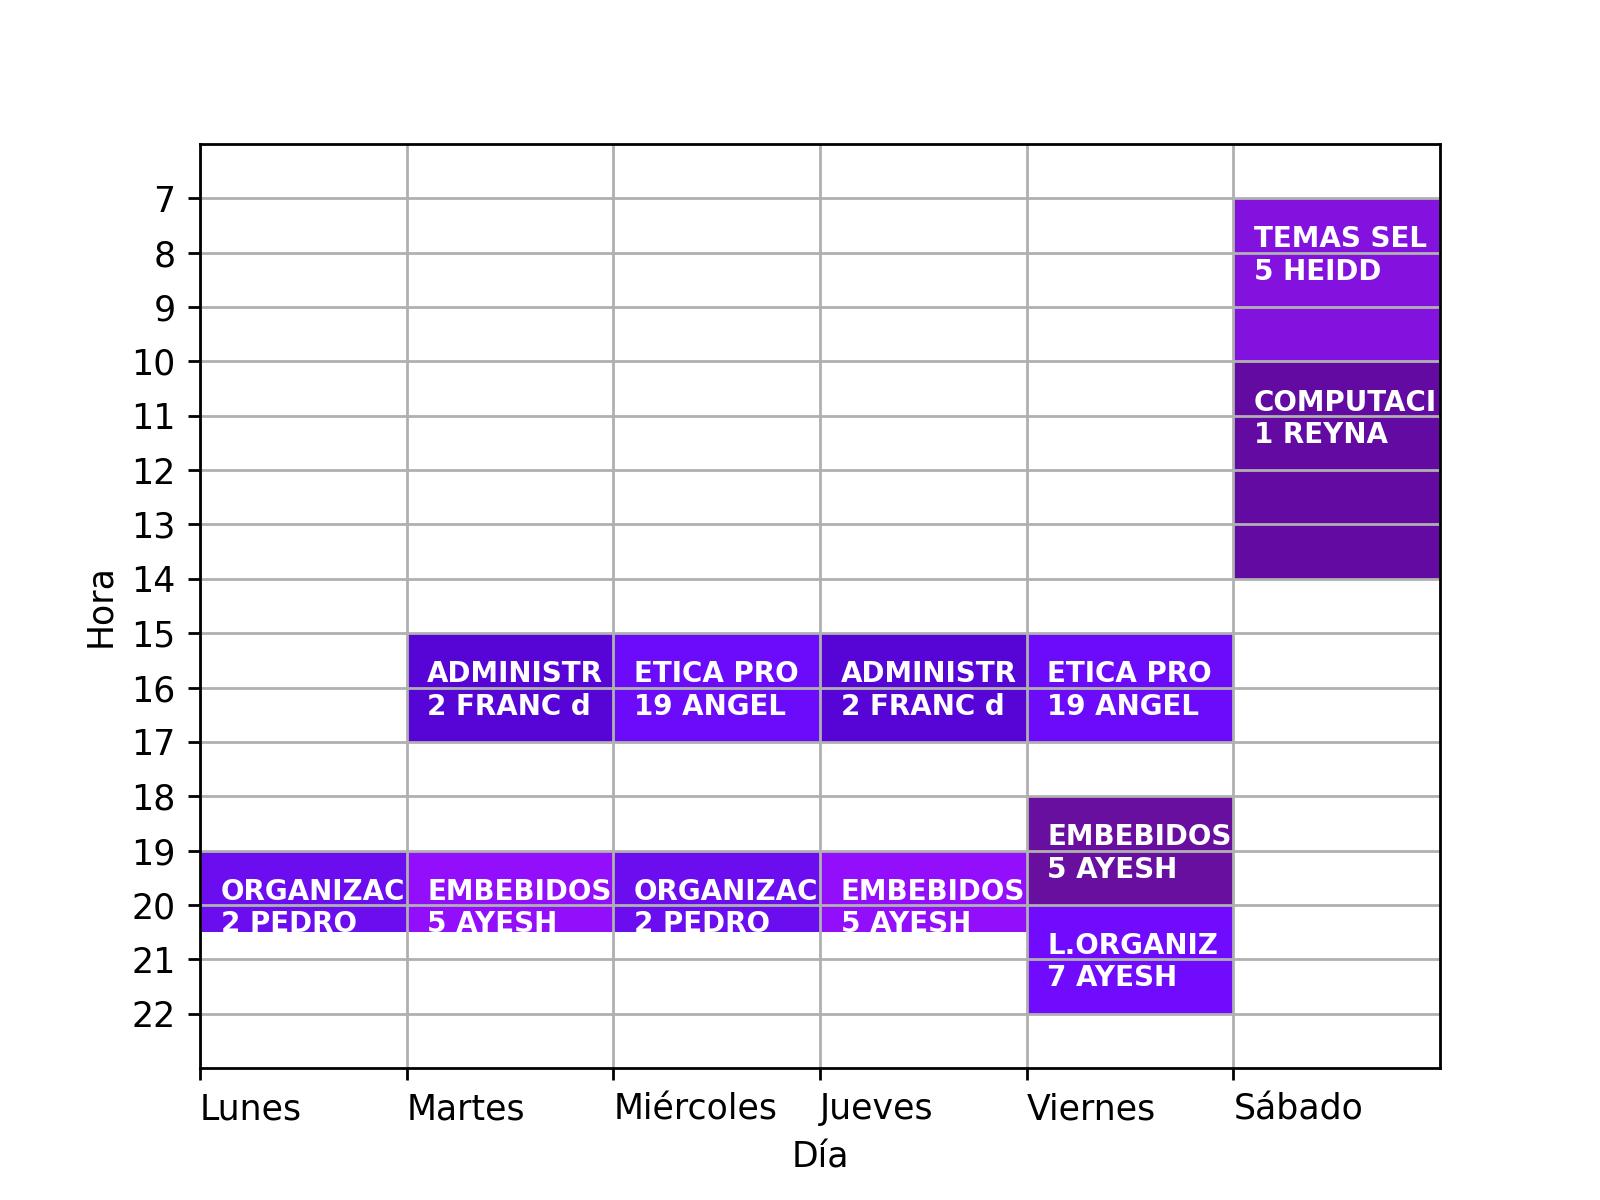 7
8
9
10
11
12
13
14
15
16
17
18
19
20
21
22
Hora
TEMAS SEL
5 HEIDD
COMPUTACI
1 REYNA
ADMINISTR
2 FRANC d
ETICA PRO
19 ANGEL
ADMINISTR
2 FRANC d
ETICA PRO
19 ANGEL
EMBEBIDOS
5 AYESH
ORGANIZAC
2 PEDRO
EMBEBIDOS
5 AYESH
ORGANIZAC
2 PEDRO
EMBEBIDOS
5 AYESH
L.ORGANIZ
7 AYESH
Lunes Martes Miércoles Jueves Viernes Sábado
Día